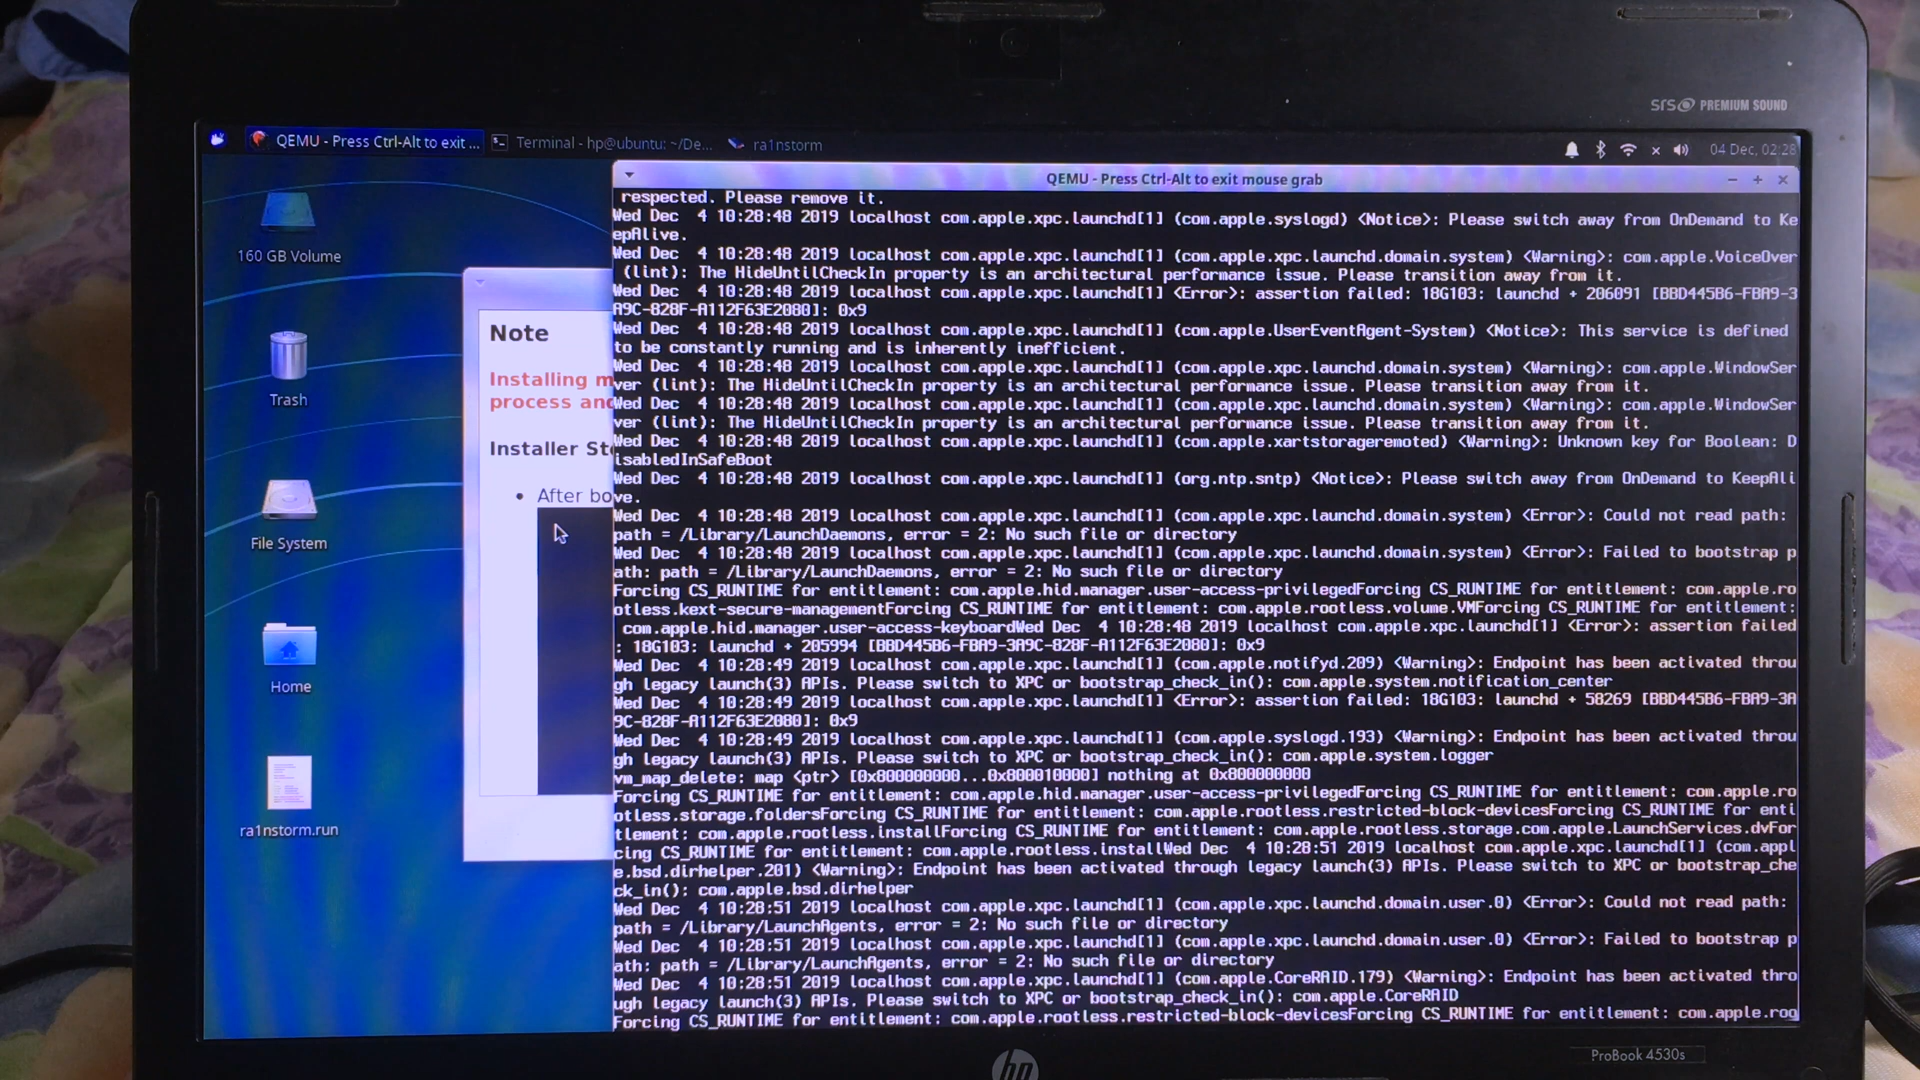 srs PREMIUM SOUND
QEMU - Press Ctrl-Alt to exit ...
Terminal - hp@ubuntu: ~/De...
ra1nstorm
04 Dec, 02:28
160 GB Volume
Trash
File System
Home
ra1nstorm.run
Note
Installing m
process and
Installer Ste
After bo
QEMU - Press Ctrl-Alt to exit mouse grab
respected. Please remove it.
Wed Dec  4 10:28:48 2019 localhost com.apple.xpc.launchd[1] (com.apple.syslogd) <Notice>: Please switch away from OnDemand to Ke
epAlive.
Wed Dec  4 10:28:48 2019 localhost com.apple.xpc.launchd[1] (com.apple.xpc.launchd.domain.system) <Warning>: com.apple.VoiceOver
(lint): The HideUntilCheckIn property is an architectural performance issue. Please transition away from it.
Wed Dec  4 10:28:48 2019 localhost com.apple.xpc.launchd[1] <Error>: assertion failed: 18G103: launchd + 206091 [BBD445B6-FBA9-3
A9C-828F-A112F63E2080]: 0x9
Wed Dec  4 10:28:48 2019 localhost com.apple.xpc.launchd[1] (com.apple.UserEventAgent-System) <Notice>: This service is defined
to be constantly running and is inherently inefficient.
Wed Dec  4 10:28:48 2019 localhost com.apple.xpc.launchd[1] (com.apple.xpc.launchd.domain.system) <Warning>: com.apple.WindowSer
ver (lint): The HideUntilCheckIn property is an architectural performance issue. Please transition away from it.
Wed Dec  4 10:28:48 2019 localhost com.apple.xpc.launchd[1] (com.apple.xpc.launchd.domain.system) <Warning>: com.apple.WindowSer
ver (lint): The HideUntilCheckIn property is an architectural performance issue. Please transition away from it.
Wed Dec  4 10:28:48 2019 localhost com.apple.xpc.launchd[1] (com.apple.xartstorageremoted) <Warning>: Unknown key for Boolean: D
isabledInSafeBoot
Wed Dec  4 10:28:48 2019 localhost com.apple.xpc.launchd[1] (org.ntp.sntp) <Notice>: Please switch away from OnDemand to KeepAli
ve.
Wed Dec  4 10:28:48 2019 localhost com.apple.xpc.launchd[1] (com.apple.xpc.launchd.domain.system) <Error>: Could not read path:
path = /Library/LaunchDaemons, error = 2: No such file or directory
Wed Dec  4 10:28:48 2019 localhost com.apple.xpc.launchd[1] (com.apple.xpc.launchd.domain.system) <Error>: Failed to bootstrap p
ath: path = /Library/LaunchDaemons, error = 2: No such file or directory
Forcing CS_RUNTIME for entitlement: com.apple.hid.manager.user-access-privilegedForcing CS_RUNTIME for entitlement: com.apple.ro
otless.kext-secure-managementForcing CS_RUNTIME for entitlement: com.apple.rootless.volume.VMForcing CS_RUNTIME for entitlement:
com.apple.hid.manager.user-access-keyboardWed Dec  4 10:28:48 2019 localhost com.apple.xpc.launchd[1] <Error>: assertion failed
: 18G103: launchd + 205994 [BBD445B6-FBA9-3A9C-828F-A112F63E2080]: 0x9
Wed Dec  4 10:28:49 2019 localhost com.apple.xpc.launchd[1] (com.apple.notifyd.209) <Warning>: Endpoint has been activated throu
gh legacy launch(3) APIs. Please switch to XPC or bootstrap_check_in(): com.apple.system.notification_center
Wed Dec  4 10:28:49 2019 localhost com.apple.xpc.launchd[1] <Error>: assertion failed: 18G103: launchd + 58269 [BBD445B6-FBA9-3A
9C-828F-A112F63E2080]: 0x9
Wed Dec  4 10:28:49 2019 localhost com.apple.xpc.launchd[1] (com.apple.syslogd.193) <Warning>: Endpoint has been activated throu
gh legacy launch(3) APIs. Please switch to XPC or bootstrap_check_in(): com.apple.system.logger
vm_map_delete: map <ptr> [0x800000000...0x800010000] nothing at 0x800000000
Forcing CS_RUNTIME for entitlement: com.apple.hid.manager.user-access-privilegedForcing CS_RUNTIME for entitlement: com.apple.ro
otless.storage.foldersForcing CS_RUNTIME for entitlement: com.apple.rootless.restricted-block-devicesForcing CS_RUNTIME for enti
tlement: com.apple.rootless.installForcing CS_RUNTIME for entitlement: com.apple.rootless.storage.com.apple.LaunchServices.dvFor
cing CS_RUNTIME for entitlement: com.apple.rootless.installWed Dec  4 10:28:51 2019 localhost com.apple.xpc.launchd[1] (com.appl
e.bsd.dirhelper.201) <Warning>: Endpoint has been activated through legacy launch(3) APIs. Please switch to XPC or bootstrap_che
ck_in(): com.apple.bsd.dirhelper
Wed Dec  4 10:28:51 2019 localhost com.apple.xpc.launchd[1] (com.apple.xpc.launchd.domain.user.0) <Error>: Could not read path:
path = /Library/LaunchAgents, error = 2: No such file or directory
Wed Dec  4 10:28:51 2019 localhost com.apple.xpc.launchd[1] (com.apple.xpc.launchd.domain.user.0) <Error>: Failed to bootstrap p
ath: path = /Library/LaunchAgents, error = 2: No such file or directory
Wed Dec  4 10:28:51 2019 localhost com.apple.xpc.launchd[1] (com.apple.CoreRAID.179) <Warning>: Endpoint has been activated thro
ugh legacy launch(3) APIs. Please switch to XPC or bootstrap_check_in(): com.apple.CoreRAID
Forcing CS_RUNTIME for entitlement: com.apple.rootless.restricted-block-devicesForcing CS_RUNTIME for entitlement: com.apple.roo
ProBook 4530s
hp